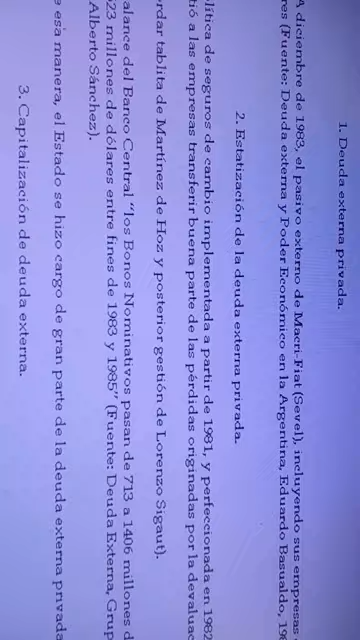 1. Deuda externa privada.
A diciembre de 1983, el pasivo externo de Macri-Fiat (Sevel), incluyendo sus empresas
res (Fuente: Deuda externa y Poder Económico en la Argentina, Eduardo Basualdo, 19
2. Estatización de la deuda externa privada.
olítica de seguros de cambio implementada a partir de 1981, y perfeccionada en 1982
tió a las empresas transferir buena parte de las pérdidas originadas por la devaluac
rdar tablita de Martínez de Hoz y posterior gestión de Lorenzo Sigaut).
alance del Banco Central "los Bonos Nominativos pasan de 713 a 1406 millones d
023 millones de dólares entre fines de 1983 y 1985" (Fuente: Deuda Externa, Grup
Alberto Sánchez).
e esa manera, el Estado se hizo cargo de gran parte de la deuda externa privada
3. Capitalización de deuda externa.